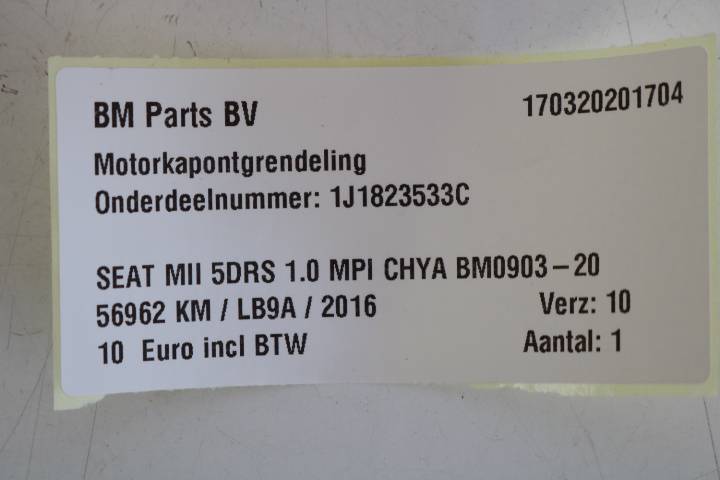 BM Parts BV 170320201704
Motorkapontgrendeling
Onderdeelnummer: 1J1823533C
SEAT MII 5DRS 1.0 MPI CHYA BM0903-20
56962 KM / LB9A / 2016 Verz: 10
10 Euro incl BTW Aantal: 1